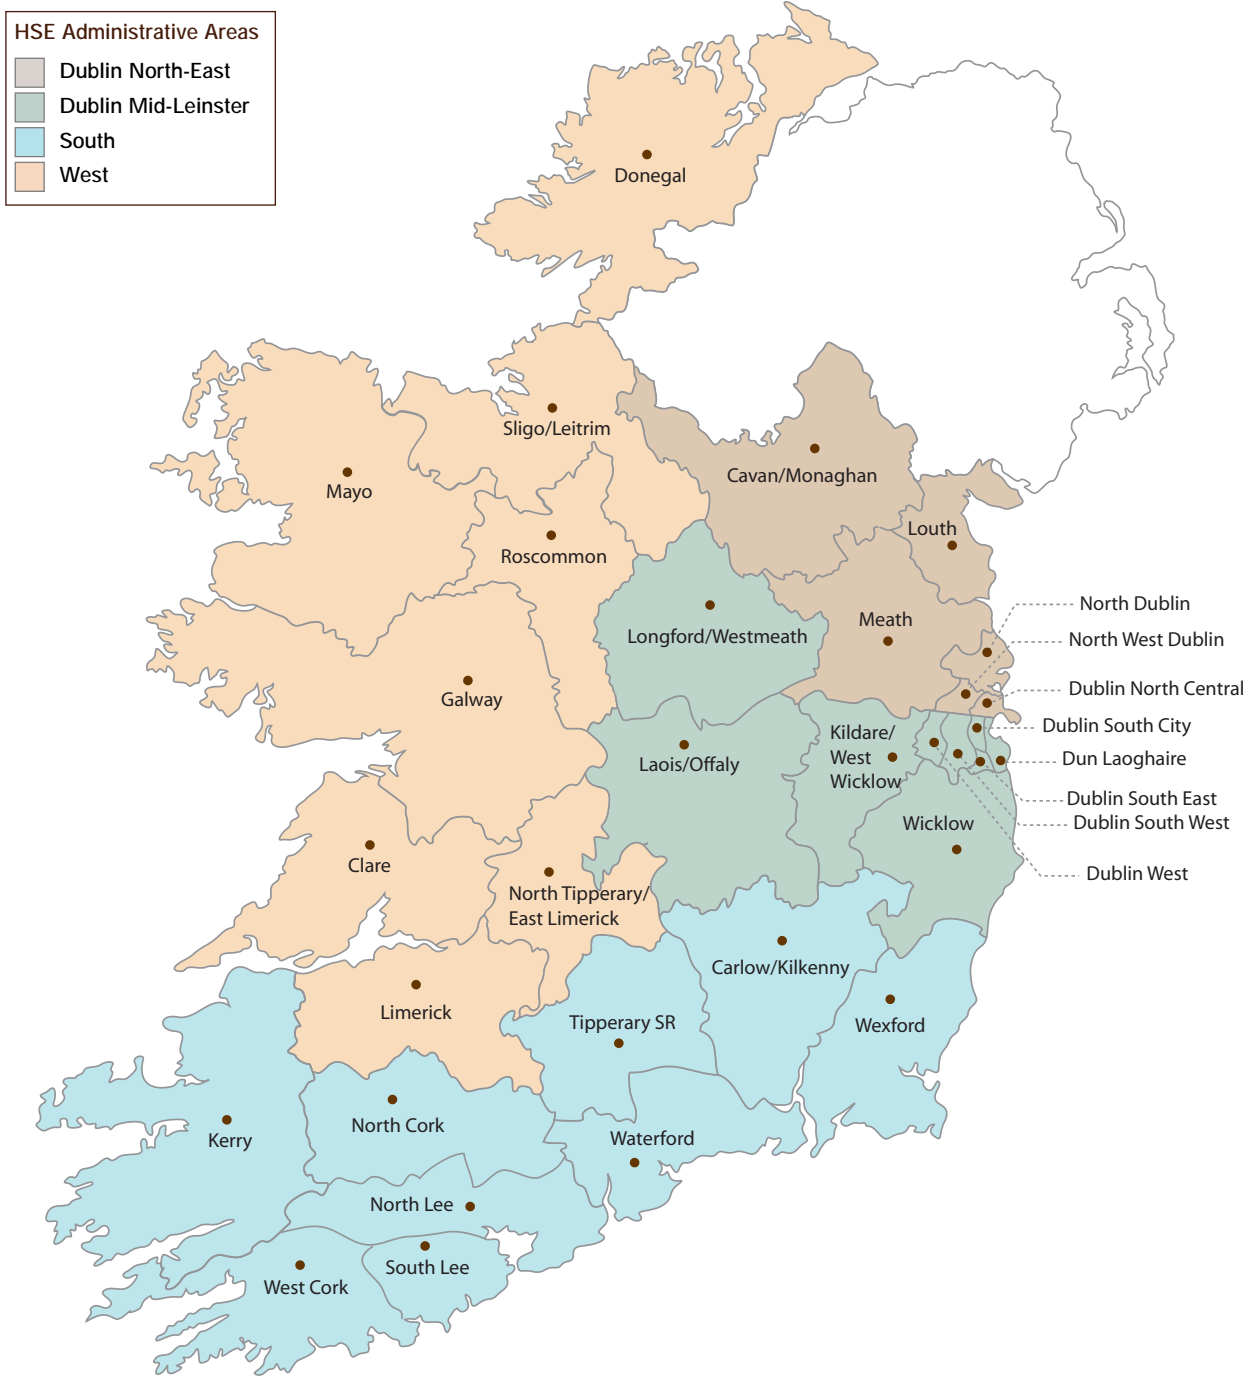 HSE Administrative Areas
Dublin North-East
Dublin Mid-Leinster
South
West
Donegal
Sligo/Leitrim
Cavan/Monaghan
Mayo
Louth
Roscommon
North Dublin
Meath
Longford/Westmeath
North West Dublin
Dublin North Central
Galway
Dublin South City
Kildare/
West
Wicklow
Laois/Offaly
Dun Laoghaire
Dublin South East
Wicklow
Dublin South West
Clare
Dublin West
North Tipperary/
East Limerick
Carlow/Kilkenny
Limerick
Tipperary SR
Wexford
North Cork
Waterford
Kerry
North Lee
South Lee
West Cork